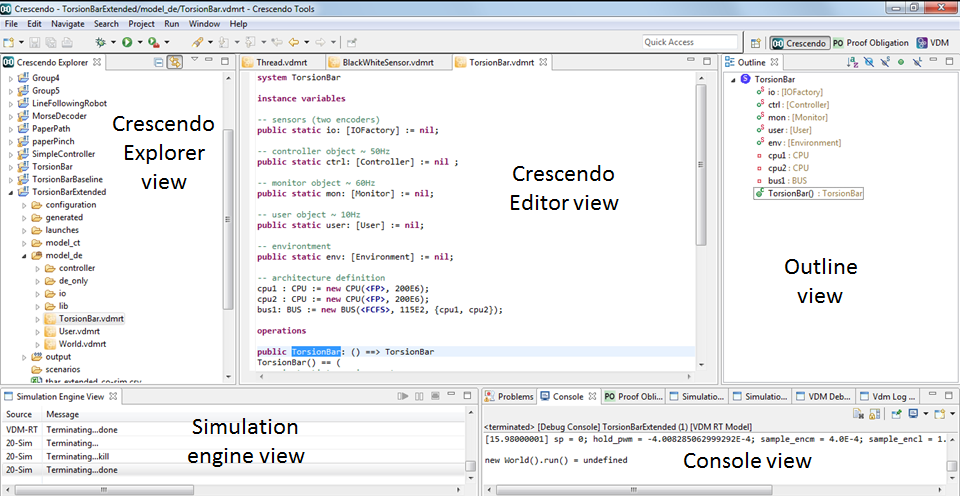 Crescendo - TorsionBarExtended/model_de/TorsionBar.vdmrt - Crescendo Tools
File Edit Navigate Search Project Run Window Help
Quick Access
Crescendo
PO Proof Obligation
VDM
Crescendo Explorer
Group4
Group5
LineFollowingRobot
MorseDecoder
PaperPath
paperPinch
SimpleController
TorsionBar
TorsionBarBaseline
TorsionBarExtended
configuration
generated
launches
model_ct
model_de
controller
de_only
io
lib
TorsionBar.vdmrt
User.vdmrt
World.vdmrt
output
scenarios
Crescendo
Explorer
view
Thread.vdmrt
BlackWhiteSensor.vdmrt
TorsionBar.vdmrt
system TorsionBar
instance variables
-- sensors (two encoders)
public static io: [IOFactory] := nil;
-- controller object ~ 50Hz
public static ctrl: [Controller] := nil ;
-- monitor object ~ 60Hz
public static mon: [Monitor] := nil;
-- user object ~ 10Hz
public static user: [User] := nil;
-- environtment
public static env: [Environment] := nil;
-- architecture definition
cpu1 : CPU := new CPU(<FP>, 200E6);
cpu2 : CPU := new CPU(<FP>, 200E6);
bus1: BUS := new BUS(<FCFS>, 115E2, {cpu1, cpu2});
operations
public TorsionBar: () ==> TorsionBar
TorsionBar() == (
Crescendo
Editor view
Outline
TorsionBar
io : [IOFactory]
ctrl : [Controller]
mon : [Monitor]
user : [User]
env : [Environment]
cpu1 : CPU
cpu2 : CPU
bus1 : BUS
TorsionBar() : TorsionBar
Outline
view
Simulation Engine View
Source Message
VDM-RT Terminating...done
20-Sim Terminating...
20-Sim Terminating...kill
20-Sim Terminating...done
Simulation
engine view
Problems
Console
PO Proof Obli...
Simulatio...
Simulatio...
VDM Deb...
Vdm Log ...
<terminated> [Debug Console] TorsionBarExtended (1) [VDM RT Model]
[15.98000001] sp = 0; hold_pwm = -4.008285062999292E-4; sample_encm = 4.0E-4; sample_encl = 1.
new World().run() = undefined
Console view